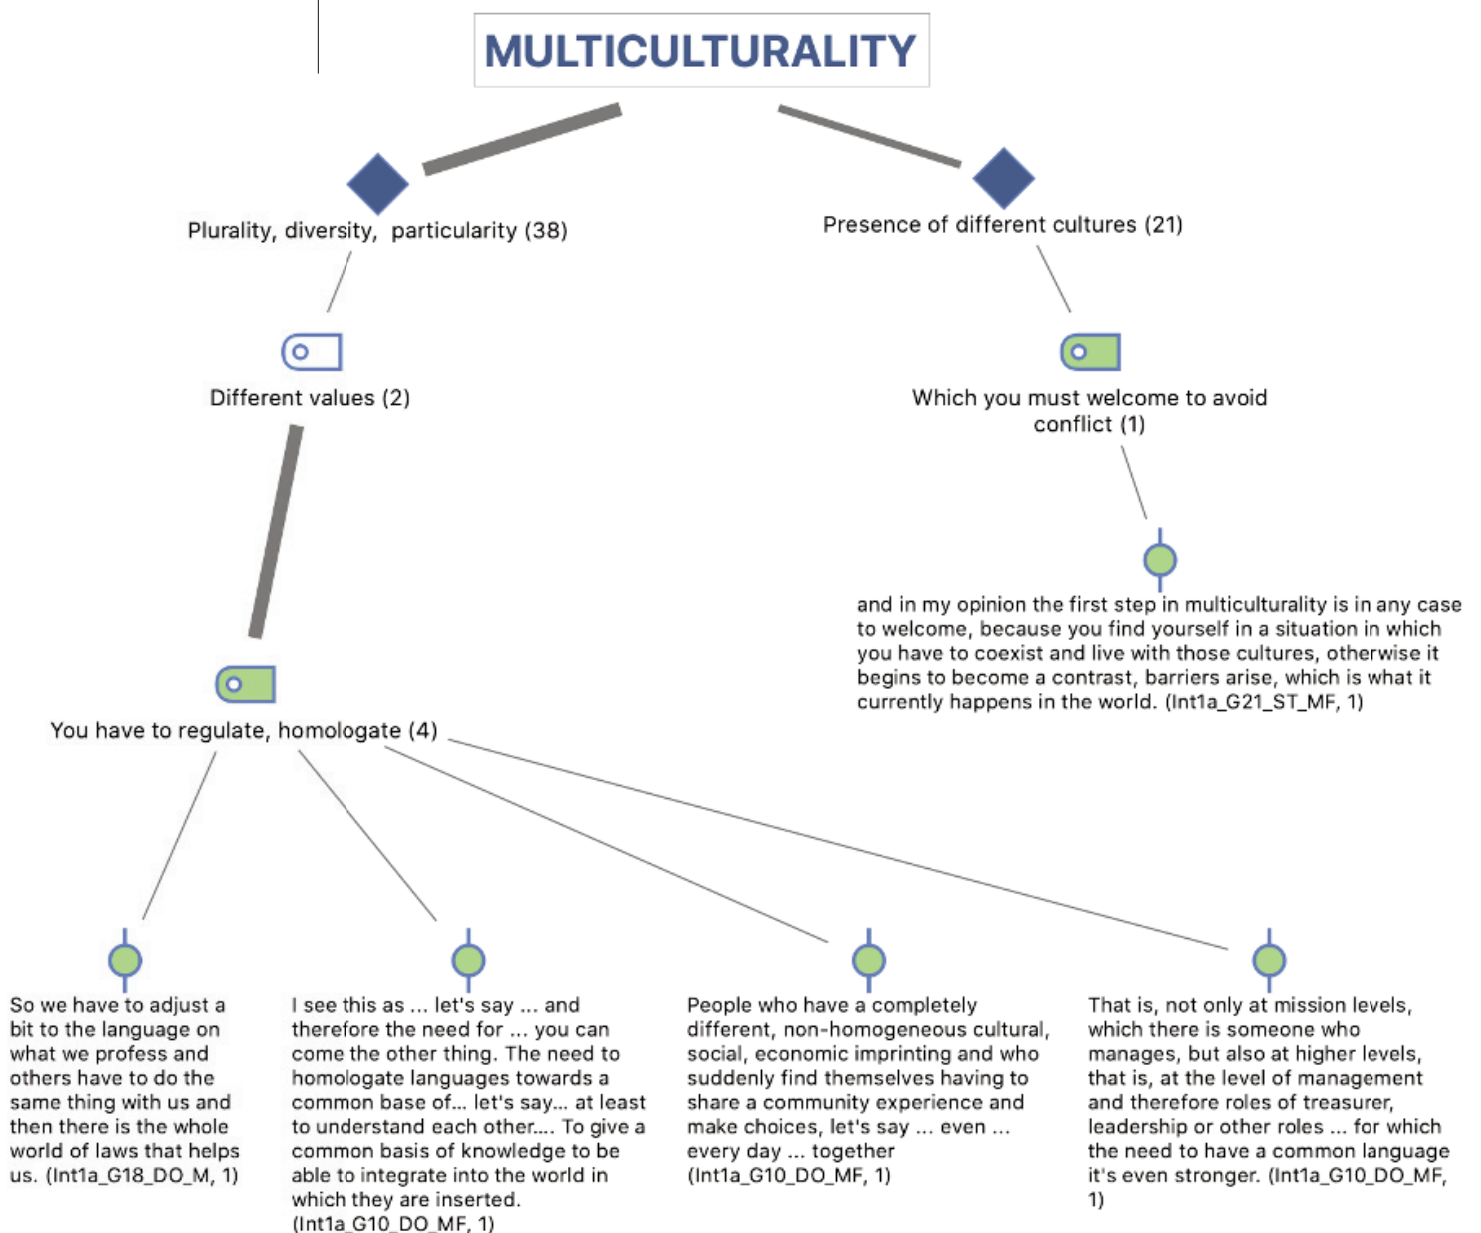 MULTICULTURALITY
Plurality, diversity, particularity (38)
Presence of different cultures (21)
Different values (2)
Which you must welcome to avoid
conflict (1)
and in my opinion the first step in multiculturality is in any case
to welcome, because you find yourself in a situation in which
you have to coexist and live with those cultures, otherwise it
begins to become a contrast, barriers arise, which is what it
currently happens in the world. (Int1a_G21_ST_MF, 1)
You have to regulate, homologate (4)
So we have to adjust a
bit to the language on
what we profess and
others have to do the
same thing with us and
then there is the whole
world of laws that helps
us. (Int1a_G18_DO_M, 1)
I see this as ... let's say ... and
therefore the need for ... you can
come the other thing. The need to
homologate languages towards a
common base of... let's say... at least
to understand each other.... To give a
common basis of knowledge to be
able to integrate into the world in
which they are inserted.
(Int1a_G10_DO_MF, 1)
People who have a completely
different, non-homogeneous cultural,
social, economic imprinting and who
suddenly find themselves having to
share a community experience and
make choices, let's say ... even ...
every day ... together
(Int1a_G10_DO_MF, 1)
That is, not only at mission levels,
which there is someone who
manages, but also at higher levels,
that is, at the level of management
and therefore roles of treasurer,
leadership or other roles ... for which
the need to have a common language
it's even stronger. (Int1a_G10_DO_MF,
1)